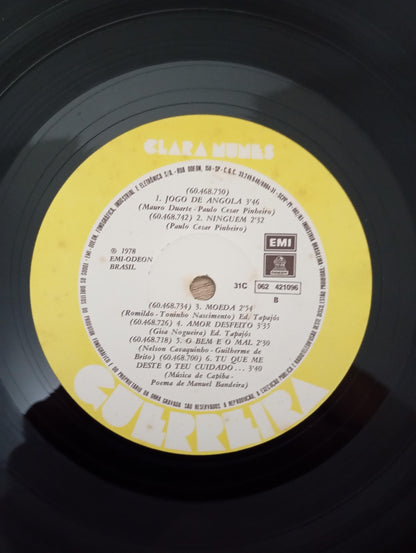 CLARA NUNES
(60.468.750)
1. JOGO DE ANGOLA 3'46
(Mauro Duarte - Paulo Cesar Pinheiro)
(60.468.742) 2. NINGUEM 2'52
(Paulo Cesar Pinheiro)
℗ 1978
EMI-ODEON
BRASIL
EMI
ODEON
31C 062 421096
B
(60.468.734) 3. MOEDA 2'54
(Romildo - Toninho Nascimento) Ed. Tapajós
(60.468.726) 4. AMOR DESFEITO 3'35
(Gisa Nogueira) Ed. Tapajós
(60.468.718) 5. O BEM E O MAL 2'30
(Nelson Cavaquinho - Guilherme de
Brito) (60.468.700) 6. TU QUE ME
DESTE O TEU CUIDADO... 3'40
(Música de Capiba -
Poema de Manuel Bandeira)
GUERREIRA